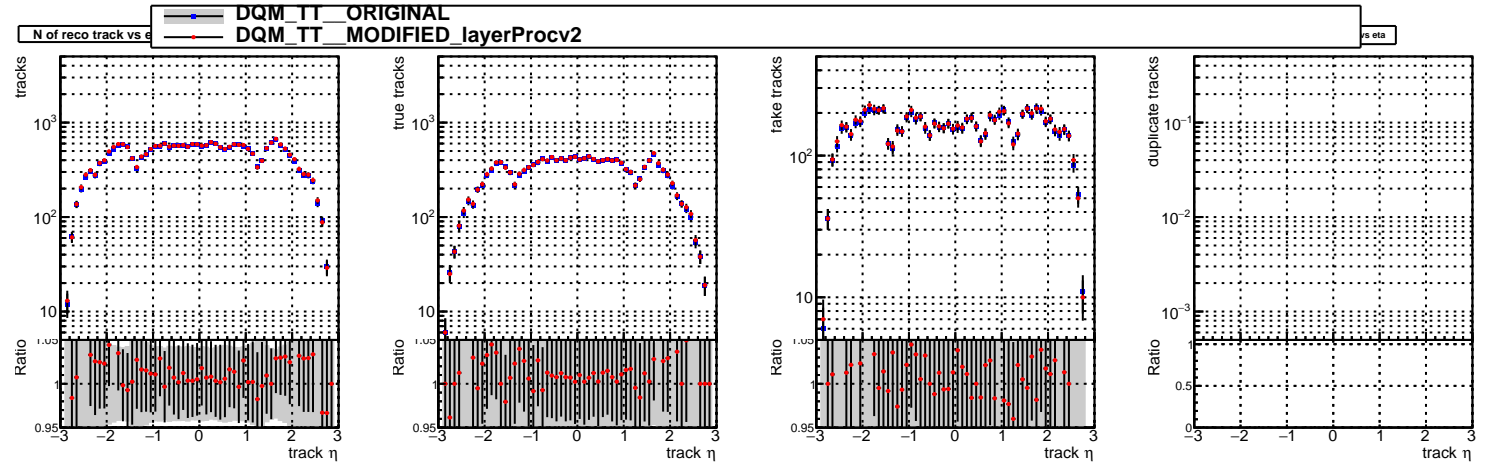 DQM_TT__ORIGINAL
DQM_TT__MODIFIED_layerProcv2
N of reco track vs e
vs eta
tracks
10³
10²
10
Ratio
1.05
1
0.95
−3 −2 −1 0 1 2 3
track η
true tracks
10³
10²
10
Ratio
1.05
1
0.95
−3 −2 −1 0 1 2 3
track η
fake tracks
10²
10
Ratio
1.05
1
0.95
−3 −2 −1 0 1 2 3
track η
duplicate tracks
10⁻¹
10⁻²
10⁻³
Ratio
1
0.5
0
−3 −2 −1 0 1 2 3
track η